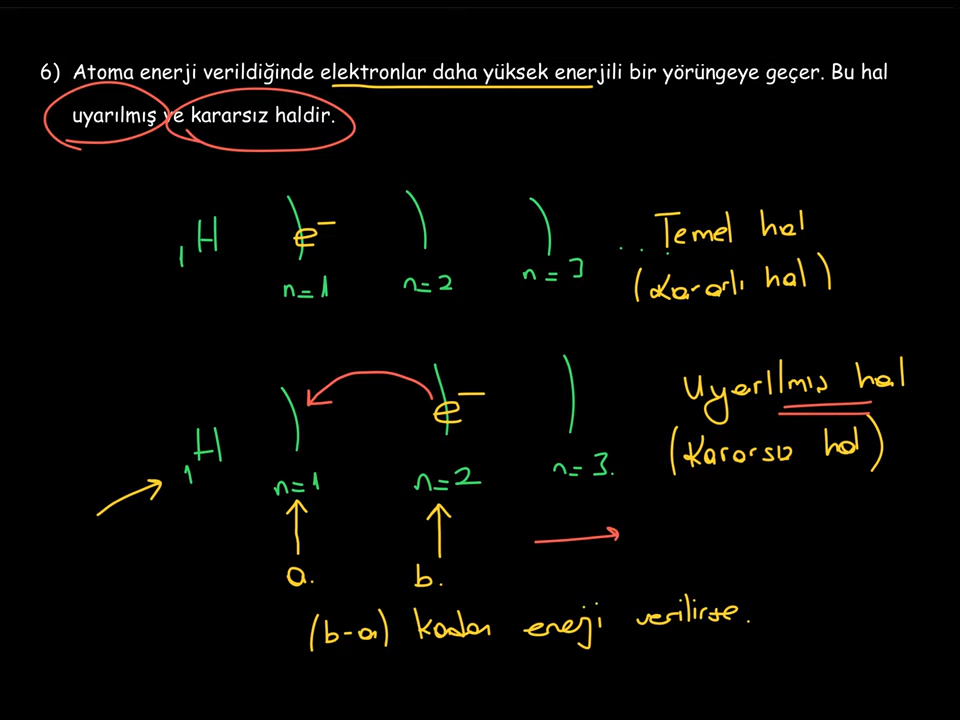 6) Atoma enerji verildiğinde elektronlar daha yüksek enerjili bir yörüngeye geçer. Bu hal
uyarılmış ve kararsız haldir.
₁H e⁻ ... Temel hal
n=1 n=2 n=3 (Kararlı hal)
Uyarılmış hal
₁H e⁻ (Kararsız hal)
n=1 n=2 n=3.
a. b.
(b-a) kadar enerji verilirse.